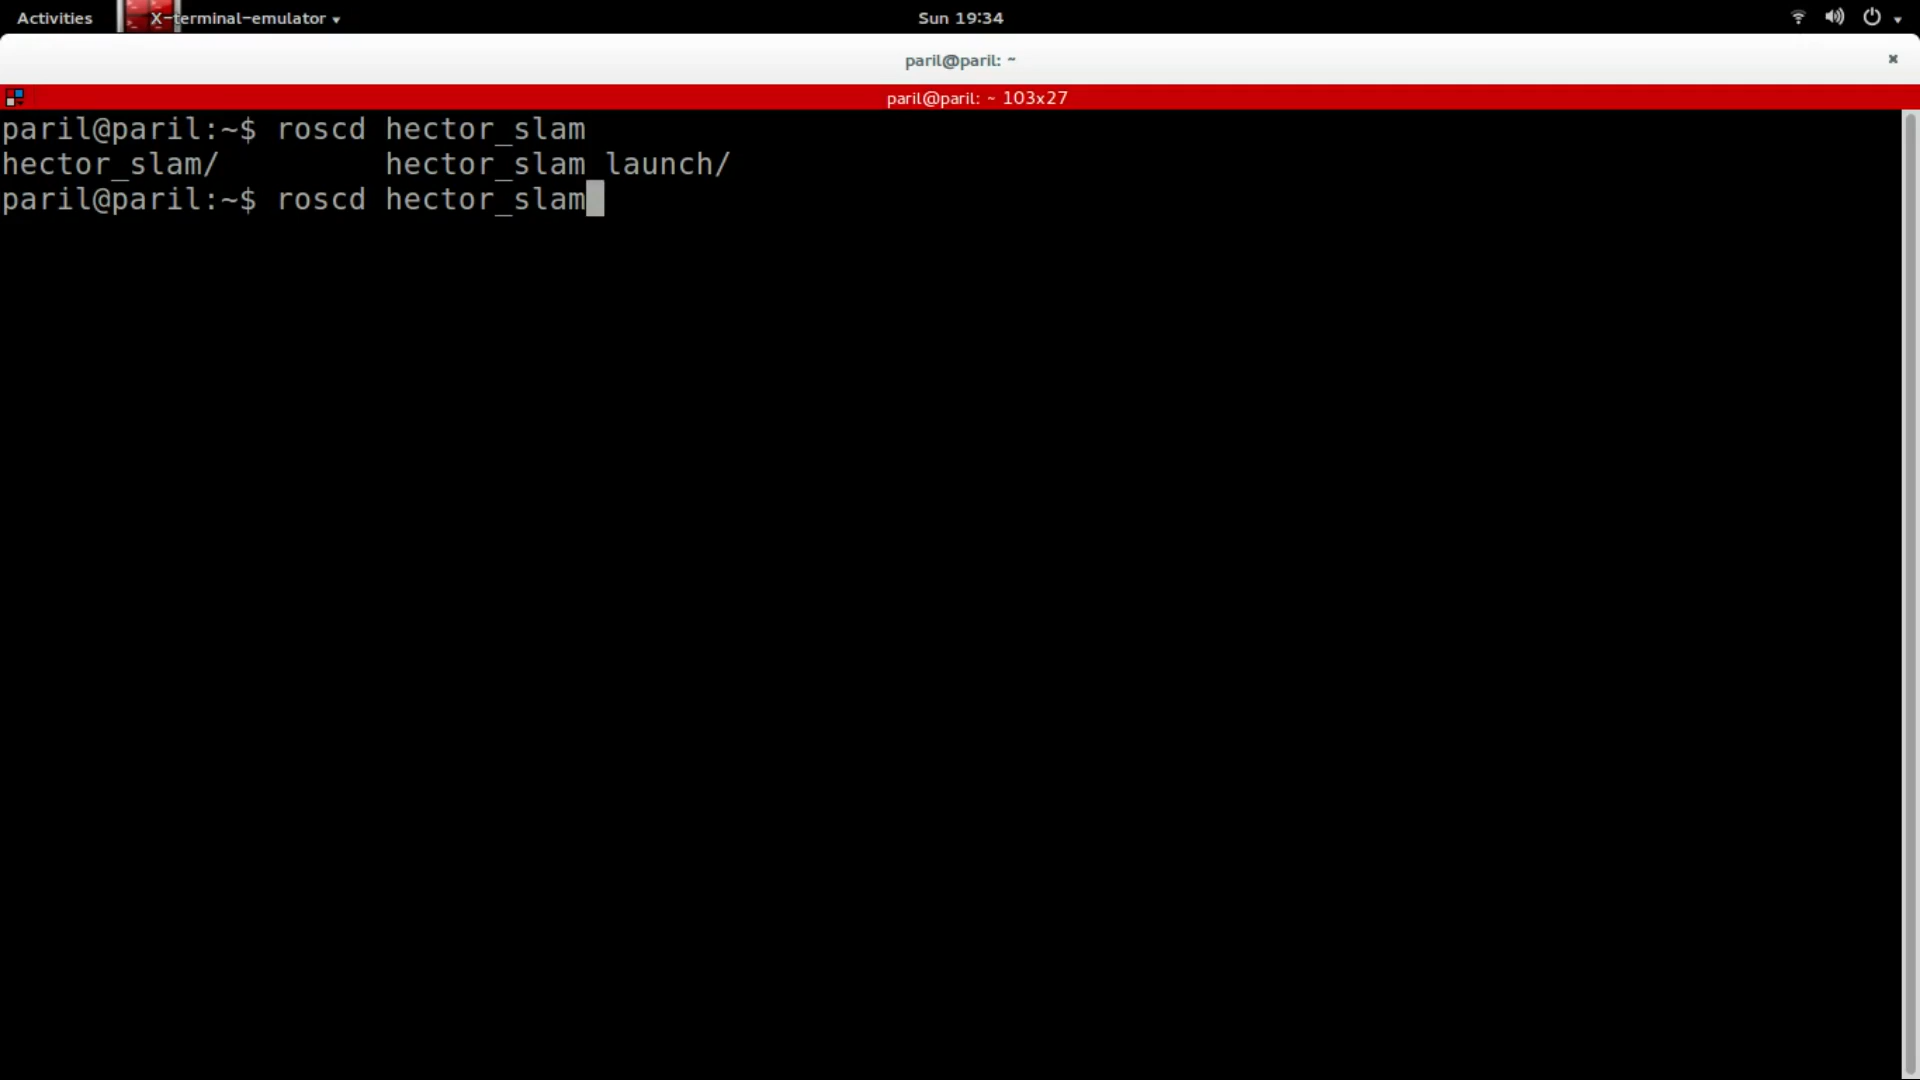 Activities X-terminal-emulator Sun 19:34
paril@paril: ~
paril@paril: ~ 103x27
paril@paril:~$ roscd hector_slam
hector_slam/ hector_slam_launch/
paril@paril:~$ roscd hector_slam